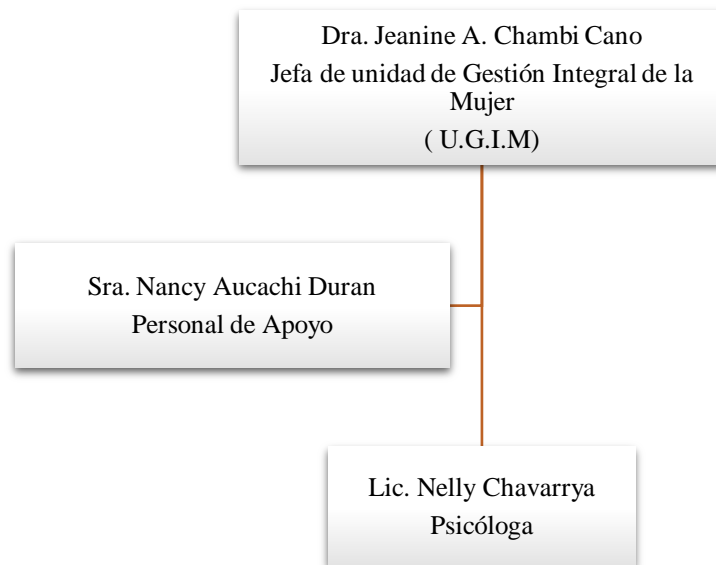 Dra. Jeanine A. Chambi Cano
Jefa de unidad de Gestión Integral de la
Mujer
( U.G.I.M)
Sra. Nancy Aucachi Duran
Personal de Apoyo
Lic. Nelly Chavarrya
Psicóloga